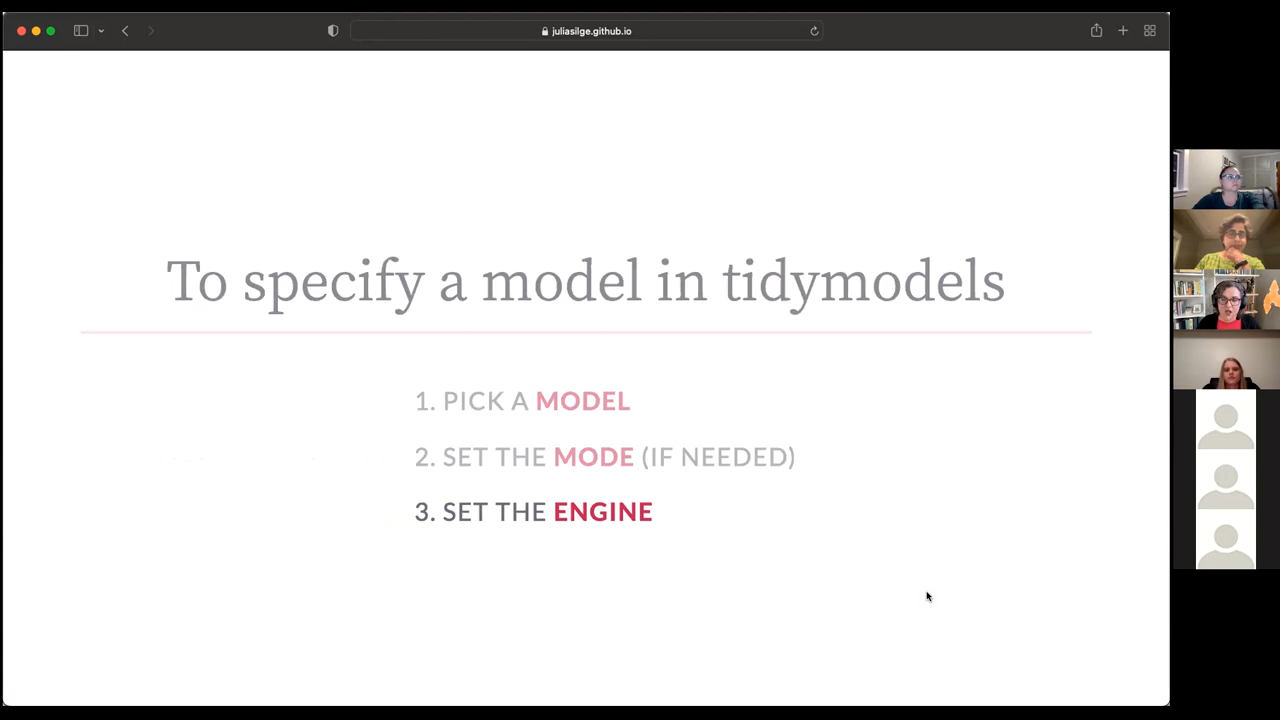 juliasilge.github.io
To specify a model in tidymodels
1. PICK A MODEL
2. SET THE MODE (IF NEEDED)
3. SET THE ENGINE